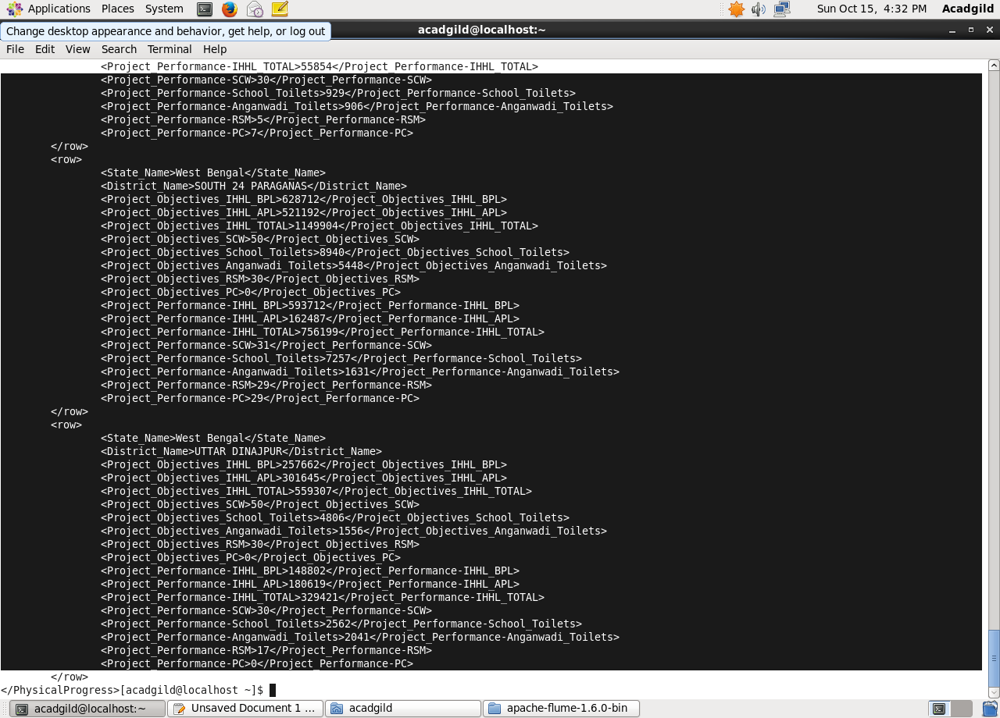 Applications Places System
Sun Oct 15, 4:32 PM Acadgild
Change desktop appearance and behavior, get help, or log out
acadgild@localhost:~
File Edit View Search Terminal Help
<Project_Performance-IHHL_TOTAL>55854</Project_Performance-IHHL_TOTAL>
<Project_Performance-SCW>30</Project_Performance-SCW>
<Project_Performance-School_Toilets>929</Project_Performance-School_Toilets>
<Project_Performance-Anganwadi_Toilets>906</Project_Performance-Anganwadi_Toilets>
<Project_Performance-RSM>5</Project_Performance-RSM>
<Project_Performance-PC>7</Project_Performance-PC>
</row>
<row>
<State_Name>West Bengal</State_Name>
<District_Name>SOUTH 24 PARAGANAS</District_Name>
<Project_Objectives_IHHL_BPL>628712</Project_Objectives_IHHL_BPL>
<Project_Objectives_IHHL_APL>521192</Project_Objectives_IHHL_APL>
<Project_Objectives_IHHL_TOTAL>1149904</Project_Objectives_IHHL_TOTAL>
<Project_Objectives_SCW>50</Project_Objectives_SCW>
<Project_Objectives_School_Toilets>8940</Project_Objectives_School_Toilets>
<Project_Objectives_Anganwadi_Toilets>5448</Project_Objectives_Anganwadi_Toilets>
<Project_Objectives_RSM>30</Project_Objectives_RSM>
<Project_Objectives_PC>0</Project_Objectives_PC>
<Project_Performance-IHHL_BPL>593712</Project_Performance-IHHL_BPL>
<Project_Performance-IHHL_APL>162487</Project_Performance-IHHL_APL>
<Project_Performance-IHHL_TOTAL>756199</Project_Performance-IHHL_TOTAL>
<Project_Performance-SCW>31</Project_Performance-SCW>
<Project_Performance-School_Toilets>7257</Project_Performance-School_Toilets>
<Project_Performance-Anganwadi_Toilets>1631</Project_Performance-Anganwadi_Toilets>
<Project_Performance-RSM>29</Project_Performance-RSM>
<Project_Performance-PC>29</Project_Performance-PC>
</row>
<row>
<State_Name>West Bengal</State_Name>
<District_Name>UTTAR DINAJPUR</District_Name>
<Project_Objectives_IHHL_BPL>257662</Project_Objectives_IHHL_BPL>
<Project_Objectives_IHHL_APL>301645</Project_Objectives_IHHL_APL>
<Project_Objectives_IHHL_TOTAL>559307</Project_Objectives_IHHL_TOTAL>
<Project_Objectives_SCW>50</Project_Objectives_SCW>
<Project_Objectives_School_Toilets>4806</Project_Objectives_School_Toilets>
<Project_Objectives_Anganwadi_Toilets>1556</Project_Objectives_Anganwadi_Toilets>
<Project_Objectives_RSM>30</Project_Objectives_RSM>
<Project_Objectives_PC>0</Project_Objectives_PC>
<Project_Performance-IHHL_BPL>148802</Project_Performance-IHHL_BPL>
<Project_Performance-IHHL_APL>180619</Project_Performance-IHHL_APL>
<Project_Performance-IHHL_TOTAL>329421</Project_Performance-IHHL_TOTAL>
<Project_Performance-SCW>30</Project_Performance-SCW>
<Project_Performance-School_Toilets>2562</Project_Performance-School_Toilets>
<Project_Performance-Anganwadi_Toilets>2041</Project_Performance-Anganwadi_Toilets>
<Project_Performance-RSM>17</Project_Performance-RSM>
<Project_Performance-PC>0</Project_Performance-PC>
</row>
</PhysicalProgress>[acadgild@localhost ~]$
acadgild@localhost:~ Unsaved Document 1 ... acadgild apache-flume-1.6.0-bin